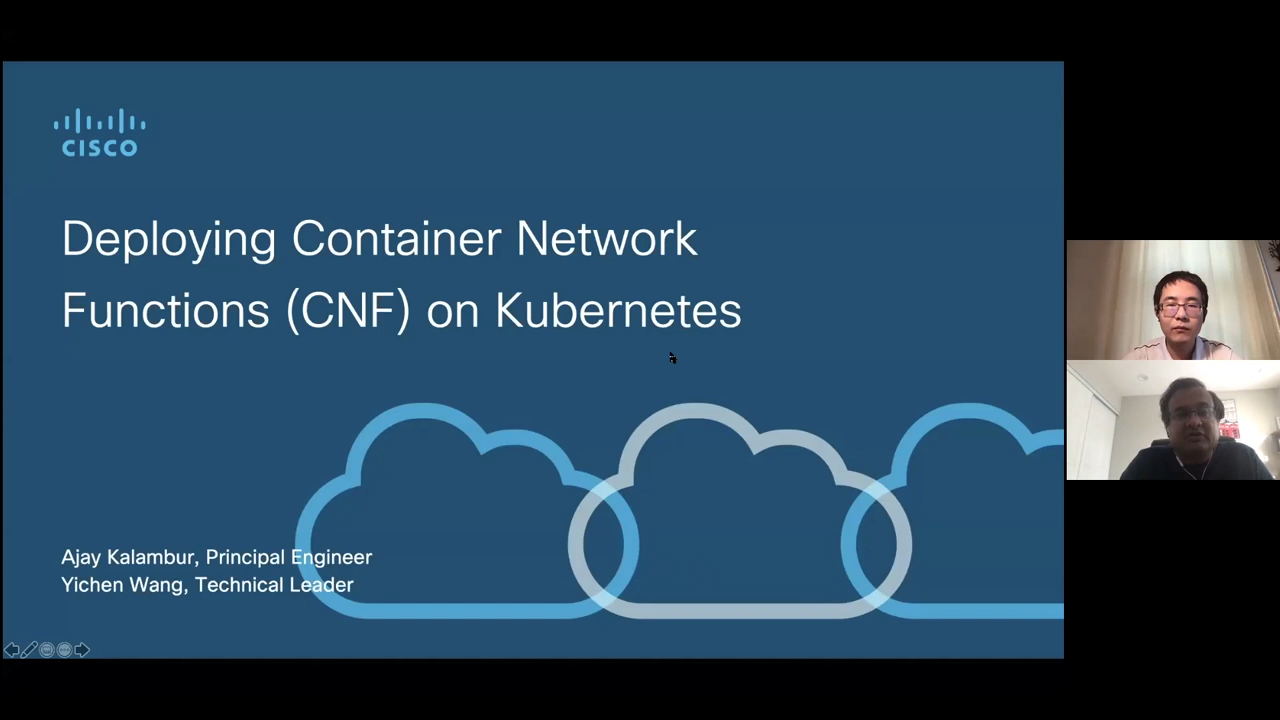 CISCO
Deploying Container Network
Functions (CNF) on Kubernetes
Ajay Kalambur, Principal Engineer
Yichen Wang, Technical Leader